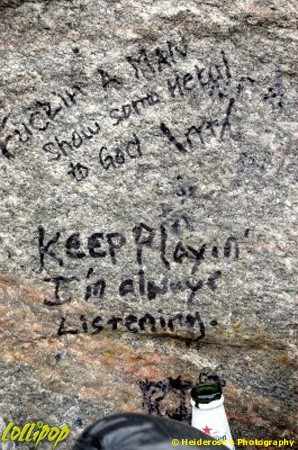 FUCKIN' A MAN
show some metal
to God
KEEP Playin'
I'm always
Listening.
Lollipop
© Heiderose's Photography